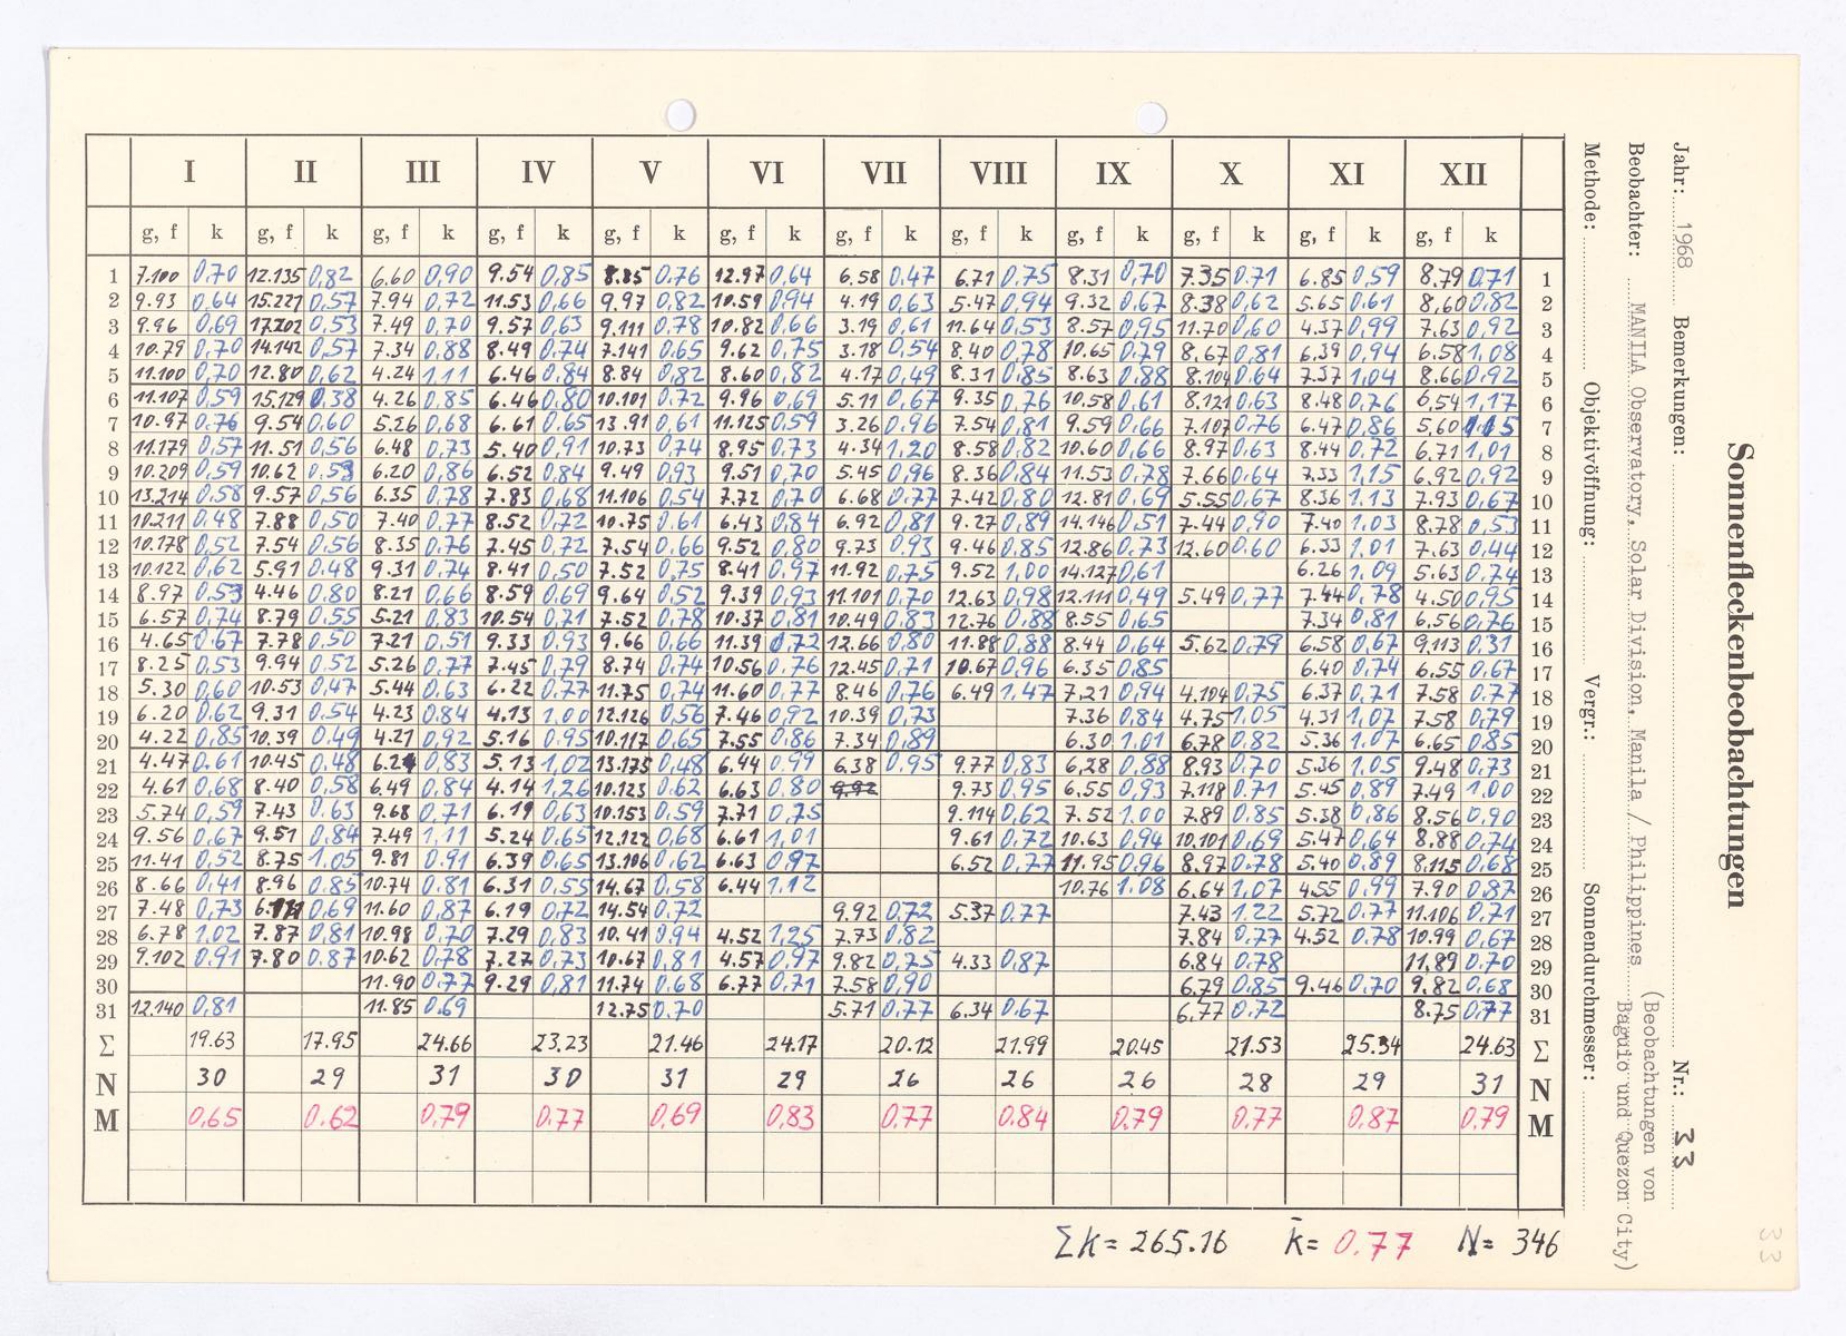 I II III IV V VI VII VIII IX X XI XII
g, f k g, f k g, f k g, f k g, f k g, f k g, f k g, f k g, f k g, f k g, f k g, f k
1 7.100 0,70 12.135 0,82 6.60 0,90 9.54 0,85 8.85 0,76 12.97 0,64 6.58 0,47 6.71 0,75 8.31 0,70 7.35 0,71 6.85 0,59 8.79 0,71 1
2 9.93 0,64 15.227 0,57 7.94 0,72 11.53 0,66 9.97 0,82 10.59 0,94 4.19 0,63 5.47 0,94 9.32 0,67 8.38 0,62 5.65 0,61 8.60 0,82 2
3 9.96 0,69 17.202 0,53 7.49 0,70 9.57 0,63 9.111 0,78 10.82 0,66 3.19 0,61 11.64 0,53 8.57 0,95 11.70 0,60 4.37 0,99 7.63 0,92 3
4 10.79 0,70 14.142 0,57 7.34 0,88 8.49 0,74 7.141 0,65 9.62 0,75 3.18 0,54 8.40 0,78 10.65 0,79 8.67 0,81 6.39 0,94 6.58 1,08 4
5 11.100 0,70 12.80 0,62 4.24 1,11 6.46 0,84 8.84 0,82 8.60 0,82 4.17 0,49 8.31 0,85 8.63 0,88 8.104 0,64 7.37 1,04 8.66 0,92 5
6 11.107 0,59 15.129 0,38 4.26 0,85 6.46 0,80 10.101 0,72 9.96 0,69 5.11 0,67 9.35 0,76 10.58 0,61 8.121 0,63 8.48 0,76 6.54 1,17 6
7 10.97 0,76 9.54 0,60 5.26 0,68 6.61 0,65 13.91 0,61 11.125 0,59 3.26 0,96 7.54 0,81 9.59 0,66 7.107 0,76 6.47 0,86 5.60 1,15 7
8 11.179 0,57 11.51 0,56 6.48 0,73 5.40 0,91 10.73 0,74 8.95 0,73 4.34 1,20 8.58 0,82 10.60 0,66 8.97 0,63 8.44 0,72 6.71 1,01 8
9 10.209 0,59 10.62 0,53 6.20 0,86 6.52 0,84 9.49 0,93 9.51 0,70 5.45 0,96 8.36 0,84 11.53 0,78 7.66 0,64 7.33 1,15 6.92 0,92 9
10 13.214 0,58 9.57 0,56 6.35 0,78 7.83 0,68 11.106 0,54 7.72 0,70 6.68 0,77 7.42 0,80 12.81 0,69 5.55 0,67 8.36 1,13 7.93 0,67 10
11 10.211 0,48 7.88 0,50 7.40 0,77 8.52 0,72 10.75 0,61 6.43 0,84 6.92 0,81 9.27 0,89 14.146 0,51 7.44 0,90 7.40 1,03 8.78 0,53 11
12 10.178 0,52 7.54 0,56 8.35 0,76 7.45 0,72 7.54 0,66 9.52 0,80 9.73 0,93 9.46 0,85 12.86 0,73 12.60 0,60 6.33 1,01 7.63 0,44 12
13 10.122 0,62 5.91 0,48 9.31 0,74 8.41 0,50 7.52 0,75 8.41 0,97 11.92 0,75 9.52 1,00 14.127 0,61 6.26 1,09 5.63 0,74 13
14 8.97 0,53 4.46 0,80 8.21 0,66 8.59 0,69 9.64 0,52 9.39 0,93 11.101 0,70 12.63 0,98 12.111 0,49 5.49 0,77 7.44 0,78 4.50 0,95 14
15 6.57 0,74 8.79 0,55 5.21 0,83 10.54 0,71 7.52 0,78 10.37 0,81 10.49 0,83 12.76 0,88 8.55 0,65 7.34 0,81 6.56 0,76 15
16 4.65 0,67 7.78 0,50 7.21 0,51 9.33 0,93 9.66 0,66 11.39 0,72 12.66 0,80 11.88 0,88 8.44 0,64 5.62 0,79 6.58 0,67 9.113 0,31 16
17 8.25 0,53 9.94 0,52 5.26 0,77 7.45 0,79 8.74 0,74 10.56 0,76 12.45 0,71 10.67 0,96 6.35 0,85 6.40 0,74 6.55 0,67 17
18 5.30 0,60 10.53 0,47 5.44 0,63 6.22 0,77 11.75 0,74 11.60 0,77 8.46 0,76 6.49 1,47 7.21 0,94 4.104 0,75 6.37 0,71 7.58 0,77 18
19 6.20 0,62 9.31 0,54 4.23 0,84 4.13 1,00 12.126 0,56 7.46 0,92 10.39 0,73 7.36 0,84 4.75 1,05 4.31 1,07 7.58 0,79 19
20 4.22 0,85 10.39 0,49 4.21 0,92 5.16 0,95 10.117 0,65 7.55 0,86 7.34 0,89 6.30 1,01 6.78 0,82 5.36 1,07 6.65 0,85 20
21 4.47 0,61 10.45 0,48 6.21 0,83 5.13 1,02 13.175 0,48 6.44 0,99 6.38 0,95 9.77 0,83 6.28 0,88 8.93 0,70 5.36 1,05 9.48 0,73 21
22 4.61 0,68 8.40 0,58 6.49 0,84 4.14 1,26 10.123 0,62 6.63 0,80 9.92 9.73 0,95 6.55 0,93 7.118 0,71 5.45 0,89 7.49 1,00 22
23 5.74 0,59 7.43 0,63 9.68 0,71 6.19 0,63 10.153 0,59 7.71 0,75 9.114 0,62 7.52 1,00 7.89 0,85 5.38 0,86 8.56 0,90 23
24 9.56 0,67 9.51 0,84 7.49 1,11 5.24 0,65 12.122 0,68 6.61 1,01 9.61 0,72 10.63 0,94 10.101 0,69 5.47 0,64 8.88 0,74 24
25 11.41 0,52 8.75 1,05 9.81 0,91 6.39 0,65 13.106 0,62 6.63 0,97 6.52 0,77 11.95 0,96 8.97 0,78 5.40 0,89 8.115 0,68 25
26 8.66 0,41 8.96 0,85 10.74 0,81 6.31 0,55 14.67 0,58 6.44 1,12 10.76 1,08 6.64 1,07 4.55 0,99 7.90 0,87 26
27 7.48 0,73 0,69 11.60 0,87 6.19 0,72 14.54 0,72 9.92 0,72 5.37 0,77 7.43 1,22 5.72 0,77 11.106 0,71 27
28 6.78 1,02 7.87 0,81 10.98 0,70 7.29 0,83 10.41 0,94 4.52 1,25 7.73 0,82 7.84 0,77 4.52 0,78 10.99 0,67 28
29 9.102 0,91 7.80 0,87 10.62 0,78 7.27 0,73 10.67 0,81 4.57 0,97 9.82 0,75 4.33 0,87 6.84 0,78 11.89 0,70 29
30 11.90 0,77 9.29 0,81 11.74 0,68 6.77 0,71 7.58 0,90 6.79 0,85 9.46 0,70 9.82 0,68 30
31 12.140 0,81 11.85 0,69 12.75 0,70 5.71 0,77 6.34 0,67 6.77 0,72 8.75 0,77 31
Σ 19.63 17.95 24.66 23.23 21.46 24.17 20.12 21.99 20.45 21.53 25.34 24.63 Σ
N 30 29 31 30 31 29 26 26 26 28 29 31 N
M 0,65 0.62 0,79 0.77 0,69 0,83 0.77 0.84 0,79 0.77 0,87 0,79 M
Σk = 265.16 k̄ = 0.77 N = 346
Sonnenfleckenbeobachtungen
Jahr: 1968 Bemerkungen: Nr.: 33
Beobachter: MANILA Observatory, Solar Division, Manila / Philippines (Beobachtungen von
Baguio und Quezon City)
Methode: Objektivöffnung: Vergr.: Sonnendurchmesser:
33